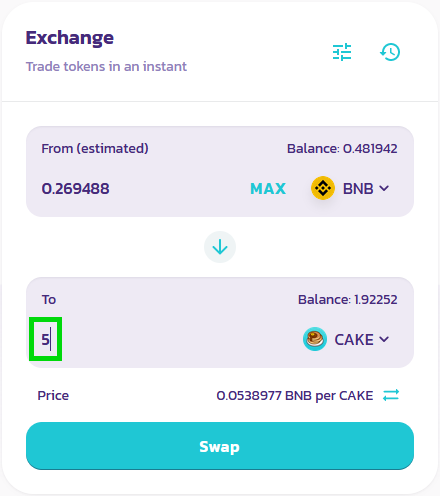 Exchange
Trade tokens in an instant
From (estimated) Balance: 0.481942
0.269488 MAX BNB
To Balance: 1.92252
5 CAKE
Price 0.0538977 BNB per CAKE
Swap